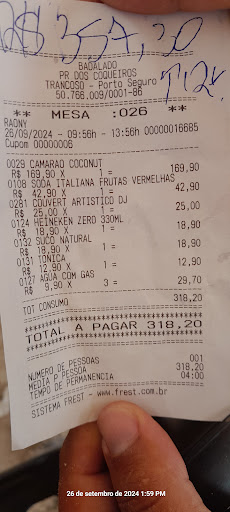 R$ 357,30
T12V
BADALADO
PR DOS COQUEIROS
TRANCOSO - Porto Seguro
50.766.009/0001-86
** MESA :026 **
RAONY
26/09/2024 - 09:56h - 13:56h 00000016685
Cupom 00000006
0029 CAMARAO COCONUT
R$ 169,90 X 1 = 169,90
0108 SODA ITALIANA FRUTAS VERMELHAS
R$ 42,90 X 1 = 42,90
0281 COUVERT ARTISTICO DJ
R$ 25,00 X 1 = 25,00
0124 HEINEKEN ZERO 330ML
R$ 18,90 X 1 = 18,90
0132 SUCO NATURAL
R$ 18,90 X 1 = 18,90
0131 TONICA
R$ 12,90 X 1 = 12,90
0127 AGUA COM GAS
R$ 9,90 X 3 = 29,70
TOT CONSUMO 318,20
TOTAL A PAGAR 318,20
NUMERO DE PESSOAS 001
MEDIA P PESSOA 318,20
TEMPO DE PERMANENCIA 04:00
SISTEMA FREST - www.frest.com.br
26 de setembro de 2024 1:59 PM